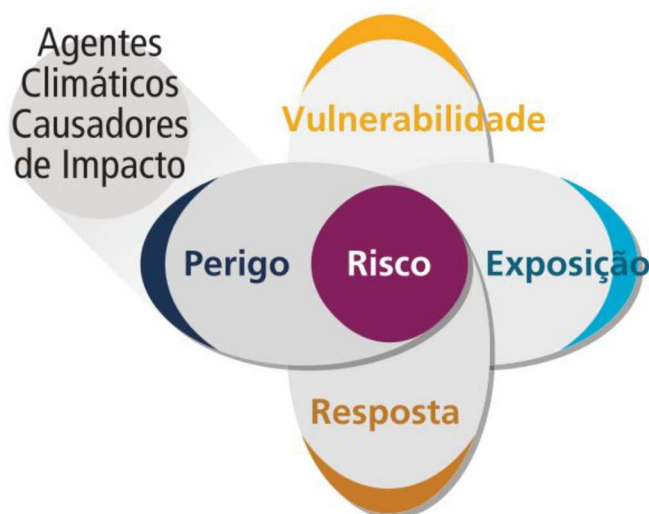 Agentes
Climáticos
Causadores
de Impacto
Vulnerabilidade
Perigo
Risco
Exposição
Resposta